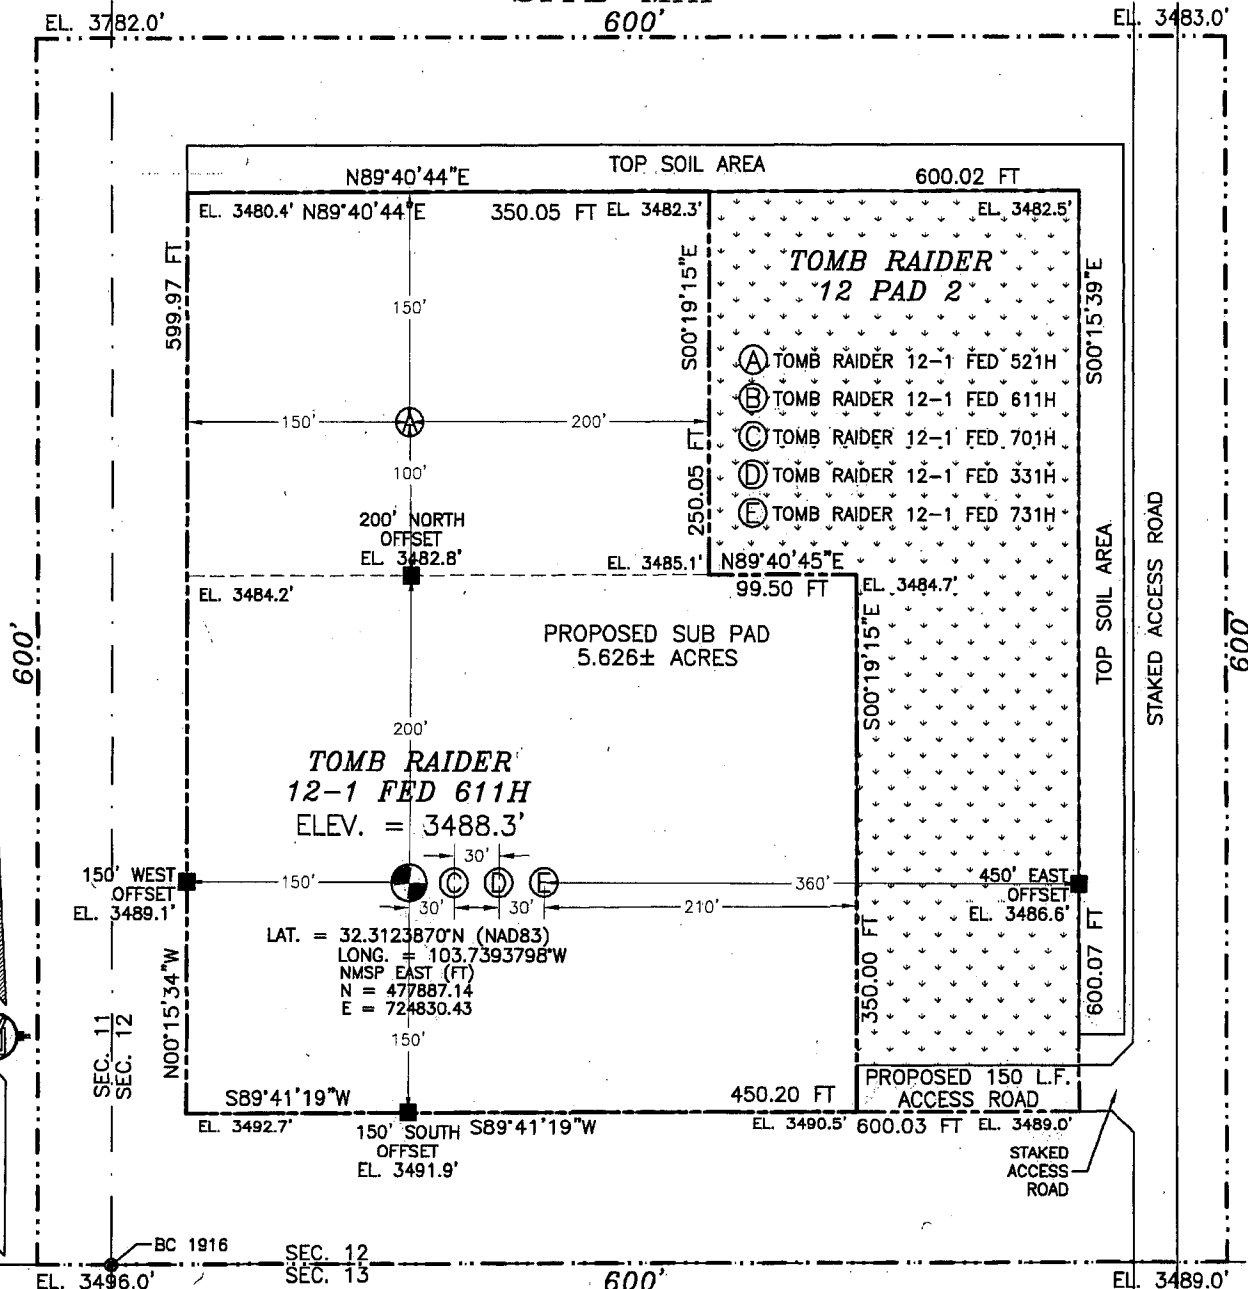 EL. 3782.0'
600'
EL. 3483.0'
TOP SOIL AREA
N89°40'44"E
600.02 FT
EL. 3480.4'
N89°40'44"E
350.05 FT
EL. 3482.3'
EL. 3482.5'
599.97 FT
150'
S00°19'15"E
TOMB RAIDER
12 PAD 2
S00°15'39"E
A TOMB RAIDER 12-1 FED 521H
B TOMB RAIDER 12-1 FED 611H
C TOMB RAIDER 12-1 FED 701H
D TOMB RAIDER 12-1 FED 331H
E TOMB RAIDER 12-1 FED 731H
150'
A
200'
100'
250.05 FT
200' NORTH
OFFSET
EL. 3482.8'
EL. 3485.1'
N89°40'45"E
99.50 FT
EL. 3484.7'
EL. 3484.2'
TOP SOIL AREA
STAKED ACCESS ROAD
600'
600'
PROPOSED SUB PAD
5.626± ACRES
S00°19'15"E
200'
TOMB RAIDER
12-1 FED 611H
ELEV. = 3488.3'
30'
150' WEST
OFFSET
EL. 3489.1'
150'
C
D
E
30'
30'
360'
210'
450' EAST
OFFSET
EL. 3486.6'
LAT. = 32.3123870°N (NAD83)
LONG. = 103.7393798°W
NMSP EAST (FT)
N = 477887.14
E = 724830.43
350.00 FT
600.07 FT
N00°15'34"W
150'
SEC. 11
SEC. 12
S89°41'19"W
450.20 FT
PROPOSED 150 L.F.
ACCESS ROAD
EL. 3492.7'
150' SOUTH
OFFSET
EL. 3491.9'
S89°41'19"W
EL. 3490.5'
600.03 FT
EL. 3489.0'
STAKED
ACCESS
ROAD
BC 1916
SEC. 12
SEC. 13
EL. 3496.0'
600'
EL. 3489.0'